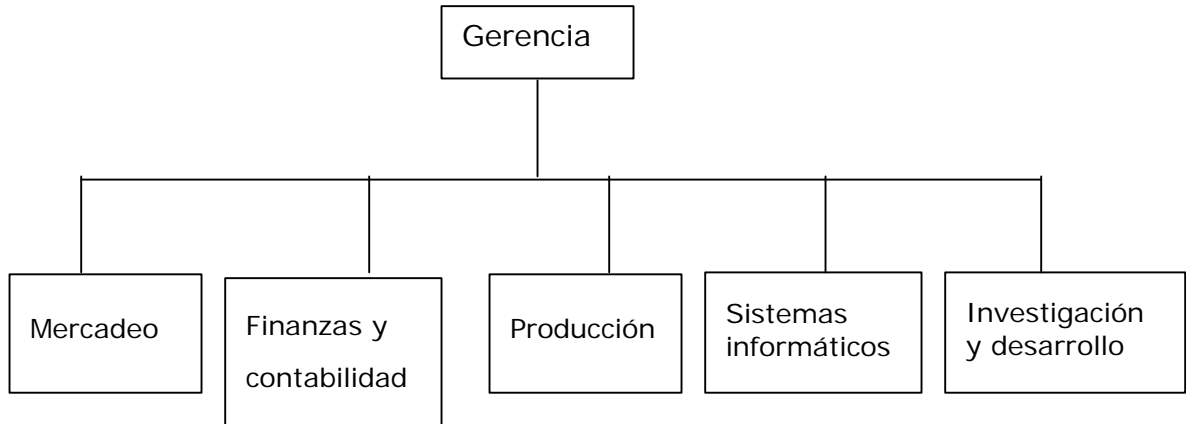 Gerencia
Mercadeo
Finanzas y
contabilidad
Producción
Sistemas
informáticos
Investigación
y desarrollo